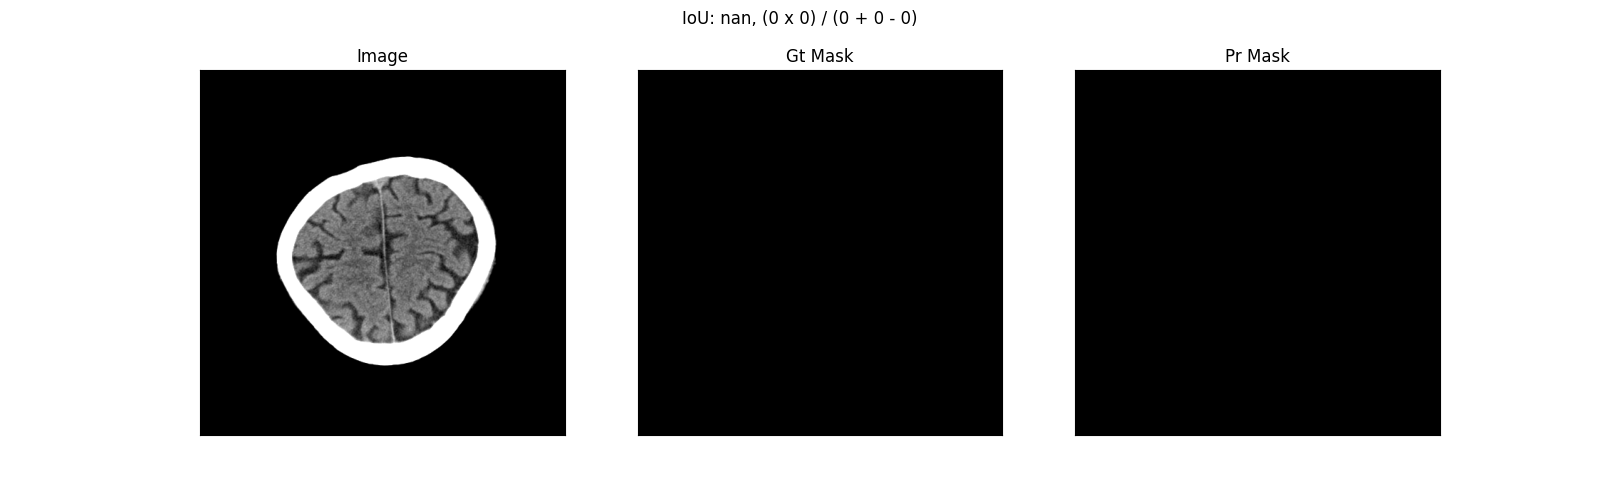 IoU: nan, (0 x 0) / (0 + 0 - 0)
Image
Gt Mask
Pr Mask